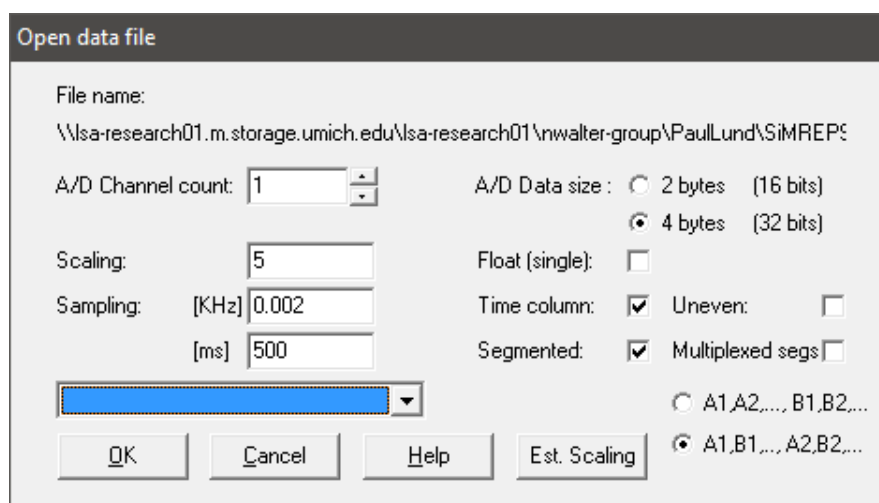 Open data file
File name:
\\lsa-research01.m.storage.umich.edu\lsa-research01\nwalter-group\PaulLund\SiMREPS
A/D Channel count: 1 A/D Data size : 2 bytes (16 bits)
4 bytes (32 bits)
Scaling: 5 Float (single):
Sampling: [KHz] 0.002 Time column: Uneven:
[ms] 500 Segmented: Multiplexed segs
A1,A2,..., B1,B2,...
OK Cancel Help Est. Scaling A1,B1,.., A2,B2,...